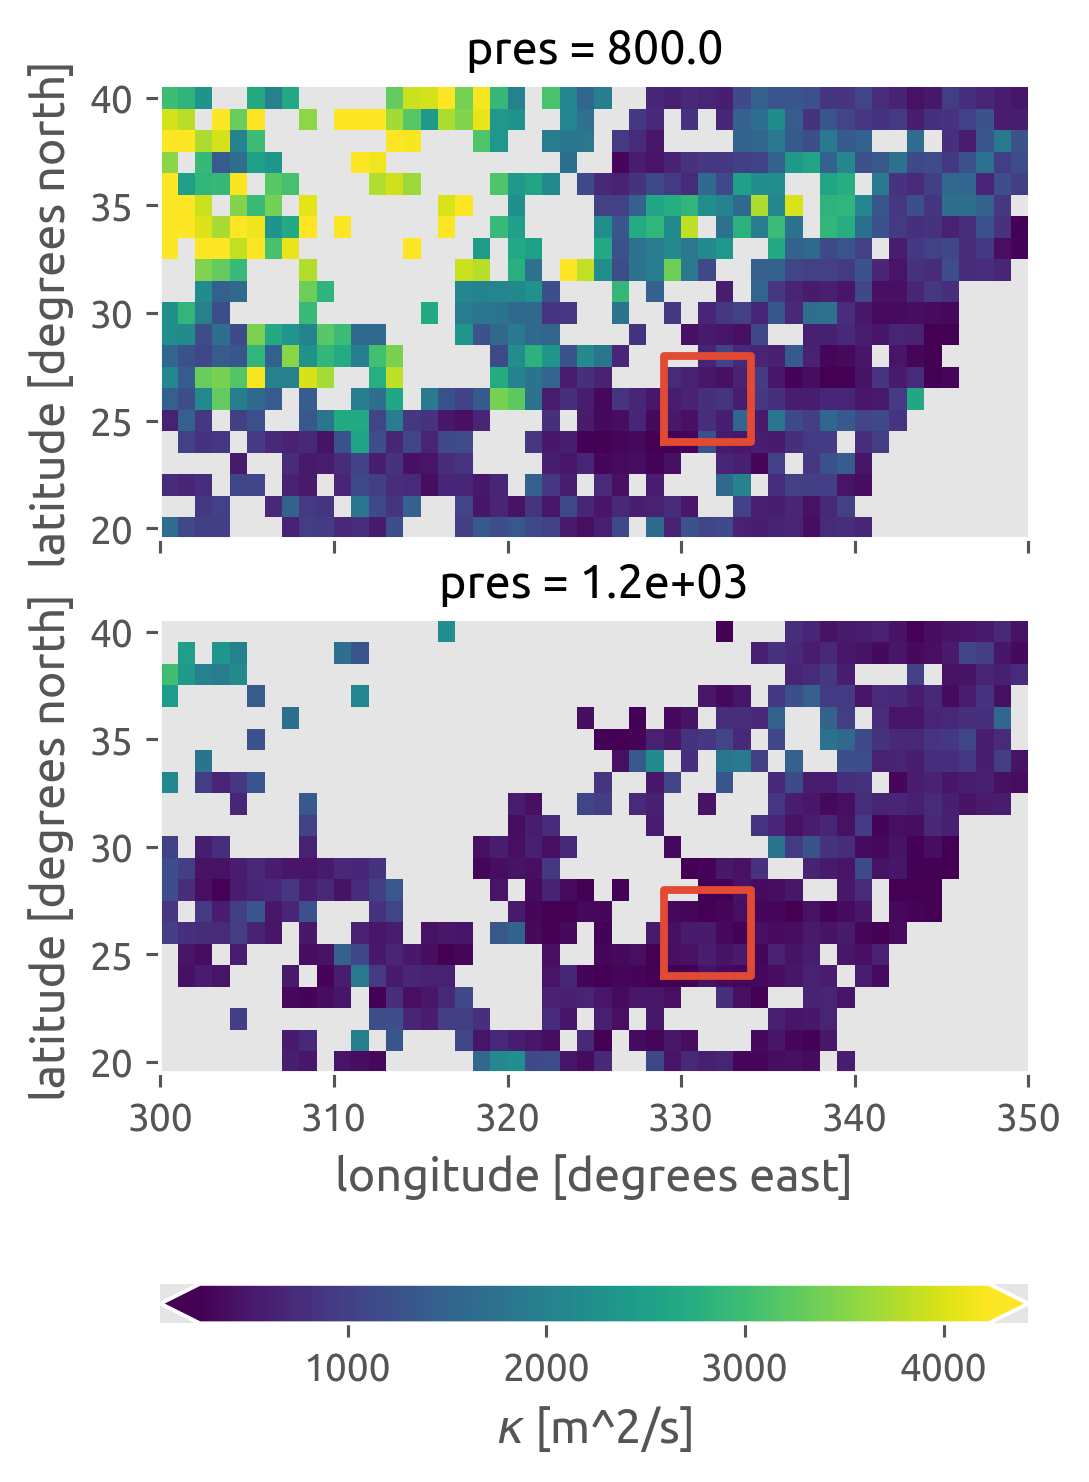 pres = 800.0
latitude [degrees north]
40
35
30
25
20
pres = 1.2e+03
latitude [degrees north]
40
35
30
25
20
300 310 320 330 340 350
longitude [degrees east]
1000 2000 3000 4000
κ [m^2/s]